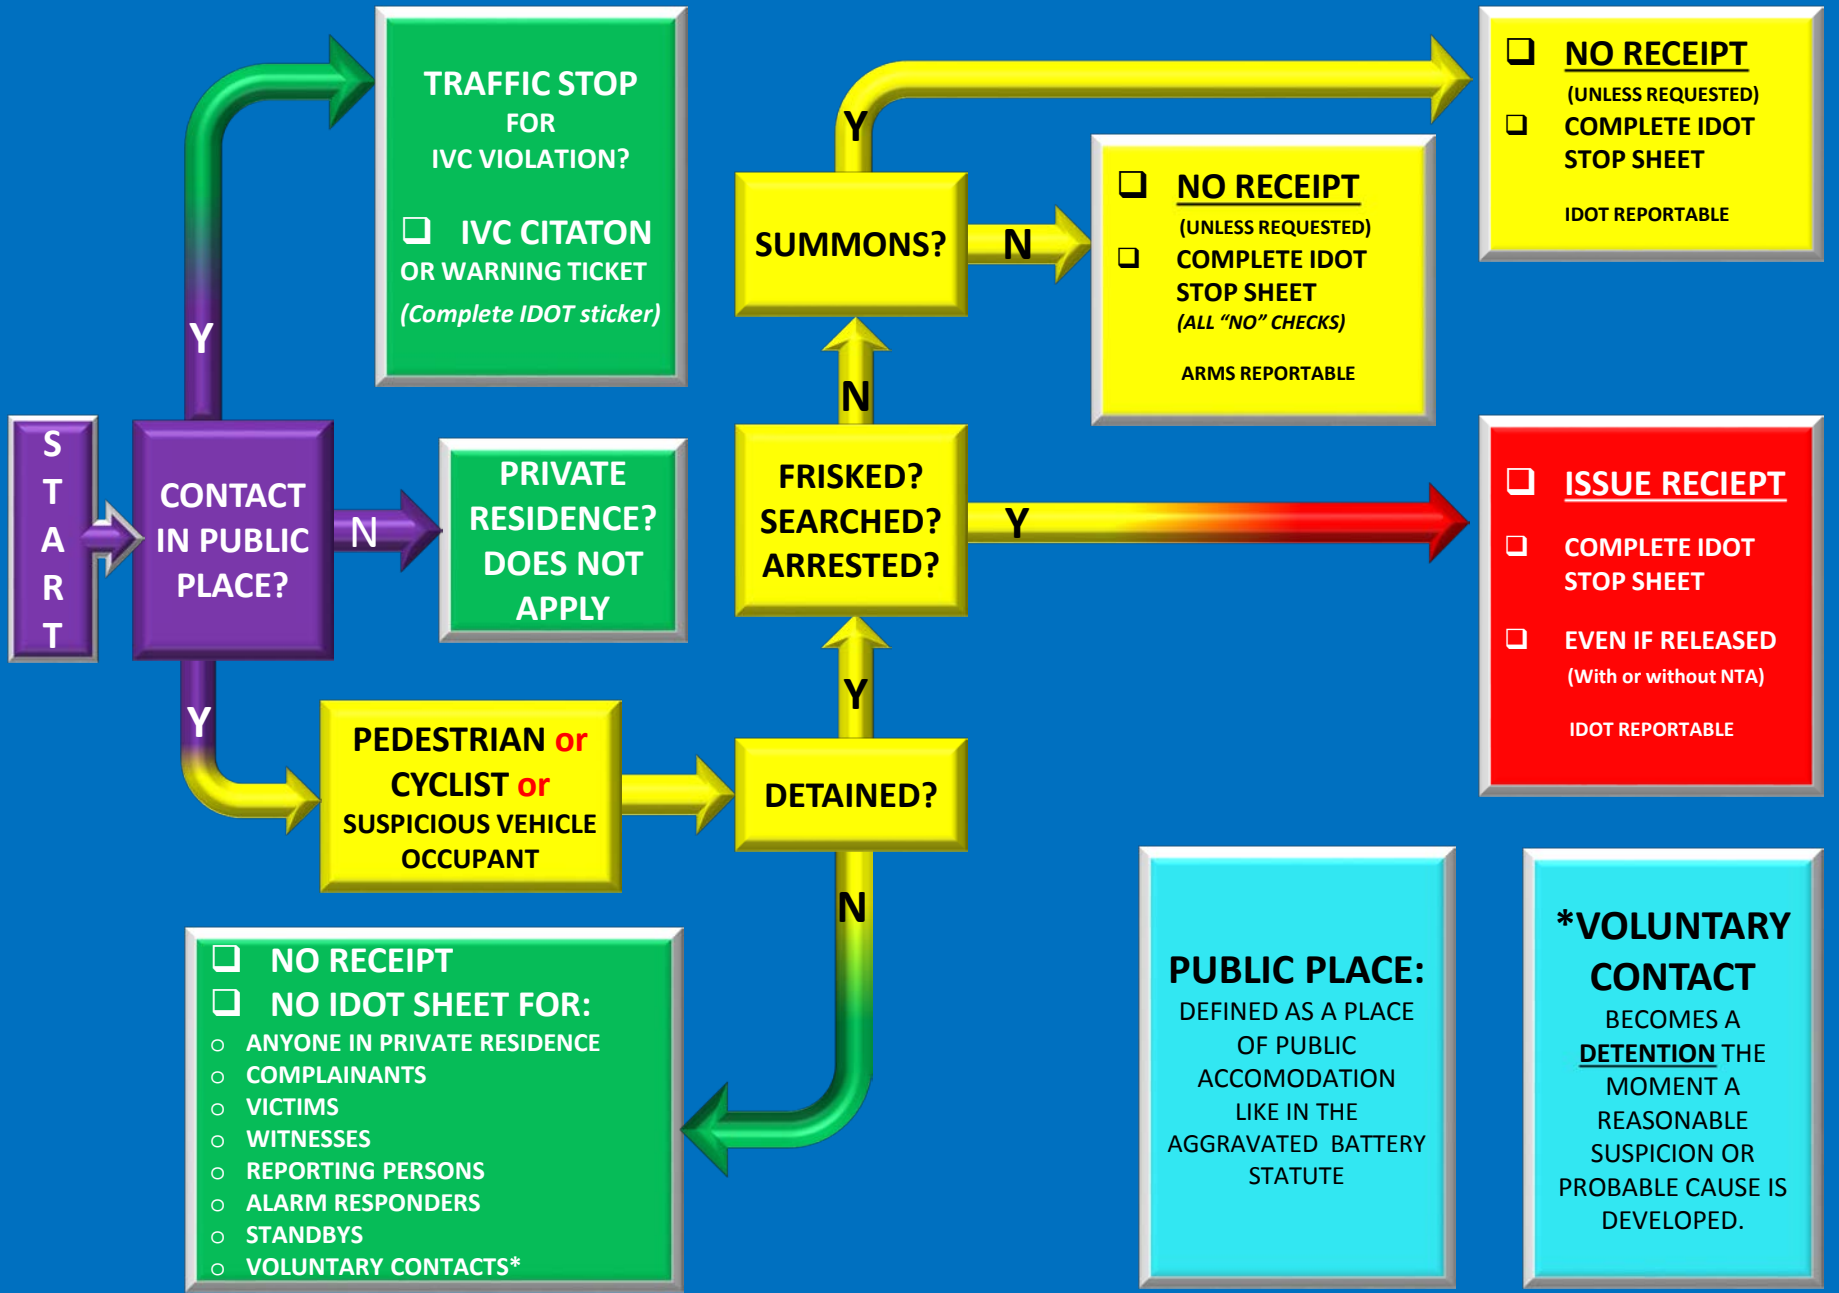 START
CONTACT
IN PUBLIC
PLACE?
Y
N
Y
TRAFFIC STOP
FOR
IVC VIOLATION?
IVC CITATON
OR WARNING TICKET
(Complete IDOT sticker)
PRIVATE
RESIDENCE?
DOES NOT
APPLY
PEDESTRIAN or
CYCLIST or
SUSPICIOUS VEHICLE
OCCUPANT
DETAINED?
Y
N
FRISKED?
SEARCHED?
ARRESTED?
N
Y
SUMMONS?
Y
N
NO RECEIPT
(UNLESS REQUESTED)
COMPLETE IDOT
STOP SHEET
(ALL “NO” CHECKS)
ARMS REPORTABLE
NO RECEIPT
(UNLESS REQUESTED)
COMPLETE IDOT
STOP SHEET
IDOT REPORTABLE
ISSUE RECIEPT
COMPLETE IDOT
STOP SHEET
EVEN IF RELEASED
(With or without NTA)
IDOT REPORTABLE
NO RECEIPT
NO IDOT SHEET FOR:
ANYONE IN PRIVATE RESIDENCE
COMPLAINANTS
VICTIMS
WITNESSES
REPORTING PERSONS
ALARM RESPONDERS
STANDBYS
VOLUNTARY CONTACTS*
PUBLIC PLACE:
DEFINED AS A PLACE
OF PUBLIC
ACCOMODATION
LIKE IN THE
AGGRAVATED BATTERY
STATUTE
*VOLUNTARY
CONTACT
BECOMES A
DETENTION THE
MOMENT A
REASONABLE
SUSPICION OR
PROBABLE CAUSE IS
DEVELOPED.